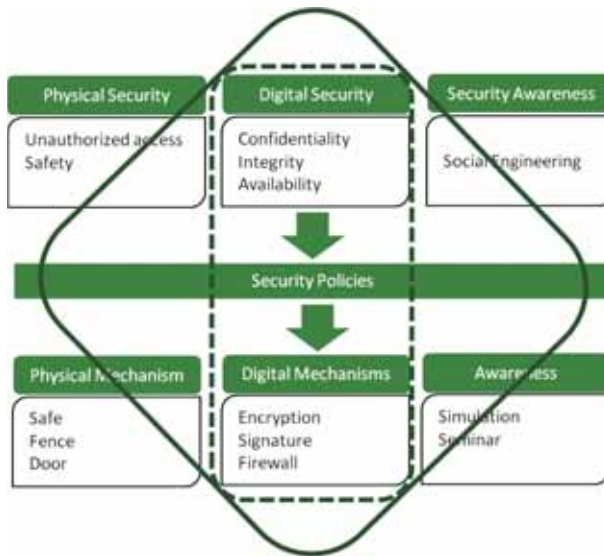 Physical Security
Digital Security
Security Awareness
Unauthorized access
Safety
Confidentiality
Integrity
Availability
Social Engineering
Security Policies
Physical Mechanism
Digital Mechanisms
Awareness
Safe
Fence
Door
Encryption
Signature
Firewall
Simulation
Seminar